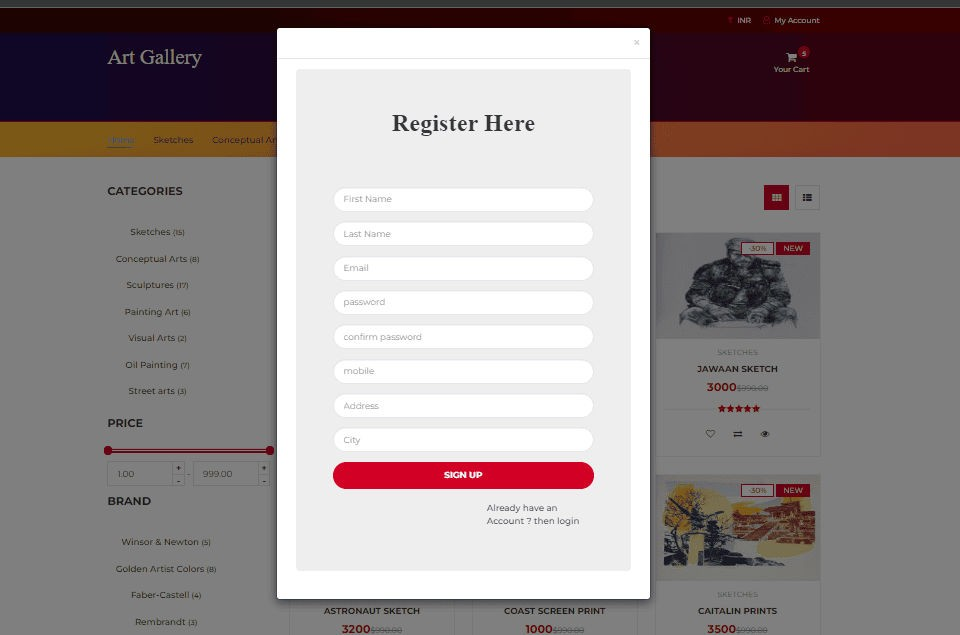 INR My Account
Art Gallery
5
Your Cart
Home Sketches Conceptual Ar
×
Register Here
First Name
Last Name
Email
password
confirm password
mobile
Address
City
SIGN UP
Already have an
Account ? then login
CATEGORIES
Sketches (15)
Conceptual Arts (8)
Sculptures (17)
Painting Art (6)
Visual Arts (2)
Oil Painting (7)
Street arts (3)
PRICE
1.00 + - - 999.00 + -
BRAND
Winsor & Newton (5)
Golden Artist Colors (8)
Faber-Castell (4)
Rembrandt (3)
-30% NEW
SKETCHES
JAWAAN SKETCH
3000 $990.00
-30% NEW
SKETCHES
ASTRONAUT SKETCH COAST SCREEN PRINT CAITALIN PRINTS
3200 $990.00 1000 $990.00 3500 $990.00